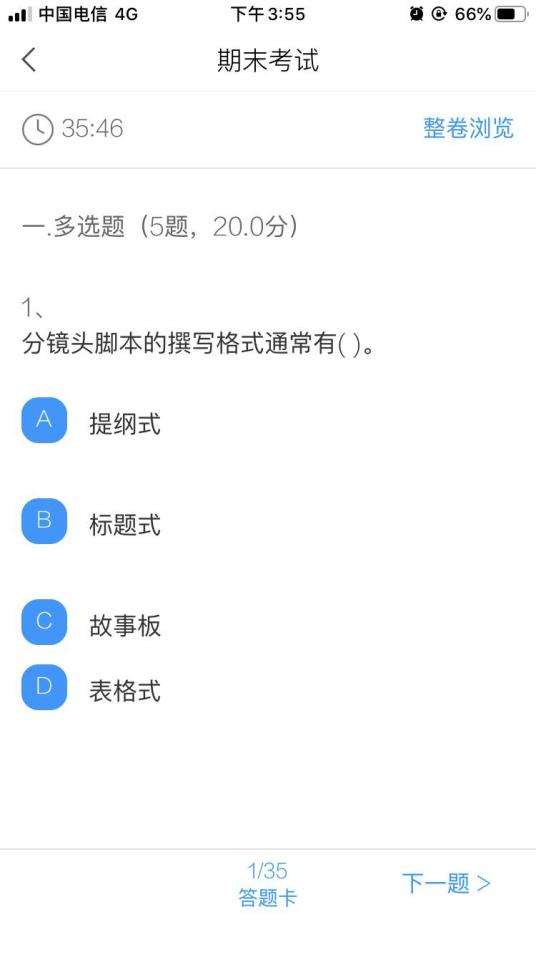 中国电信 4G 下午3:55 66%
期末考试
35:46 整卷浏览
一.多选题（5题，20.0分）
1、
分镜头脚本的撰写格式通常有( )。
A 提纲式
B 标题式
C 故事板
D 表格式
1/35
答题卡 下一题 >